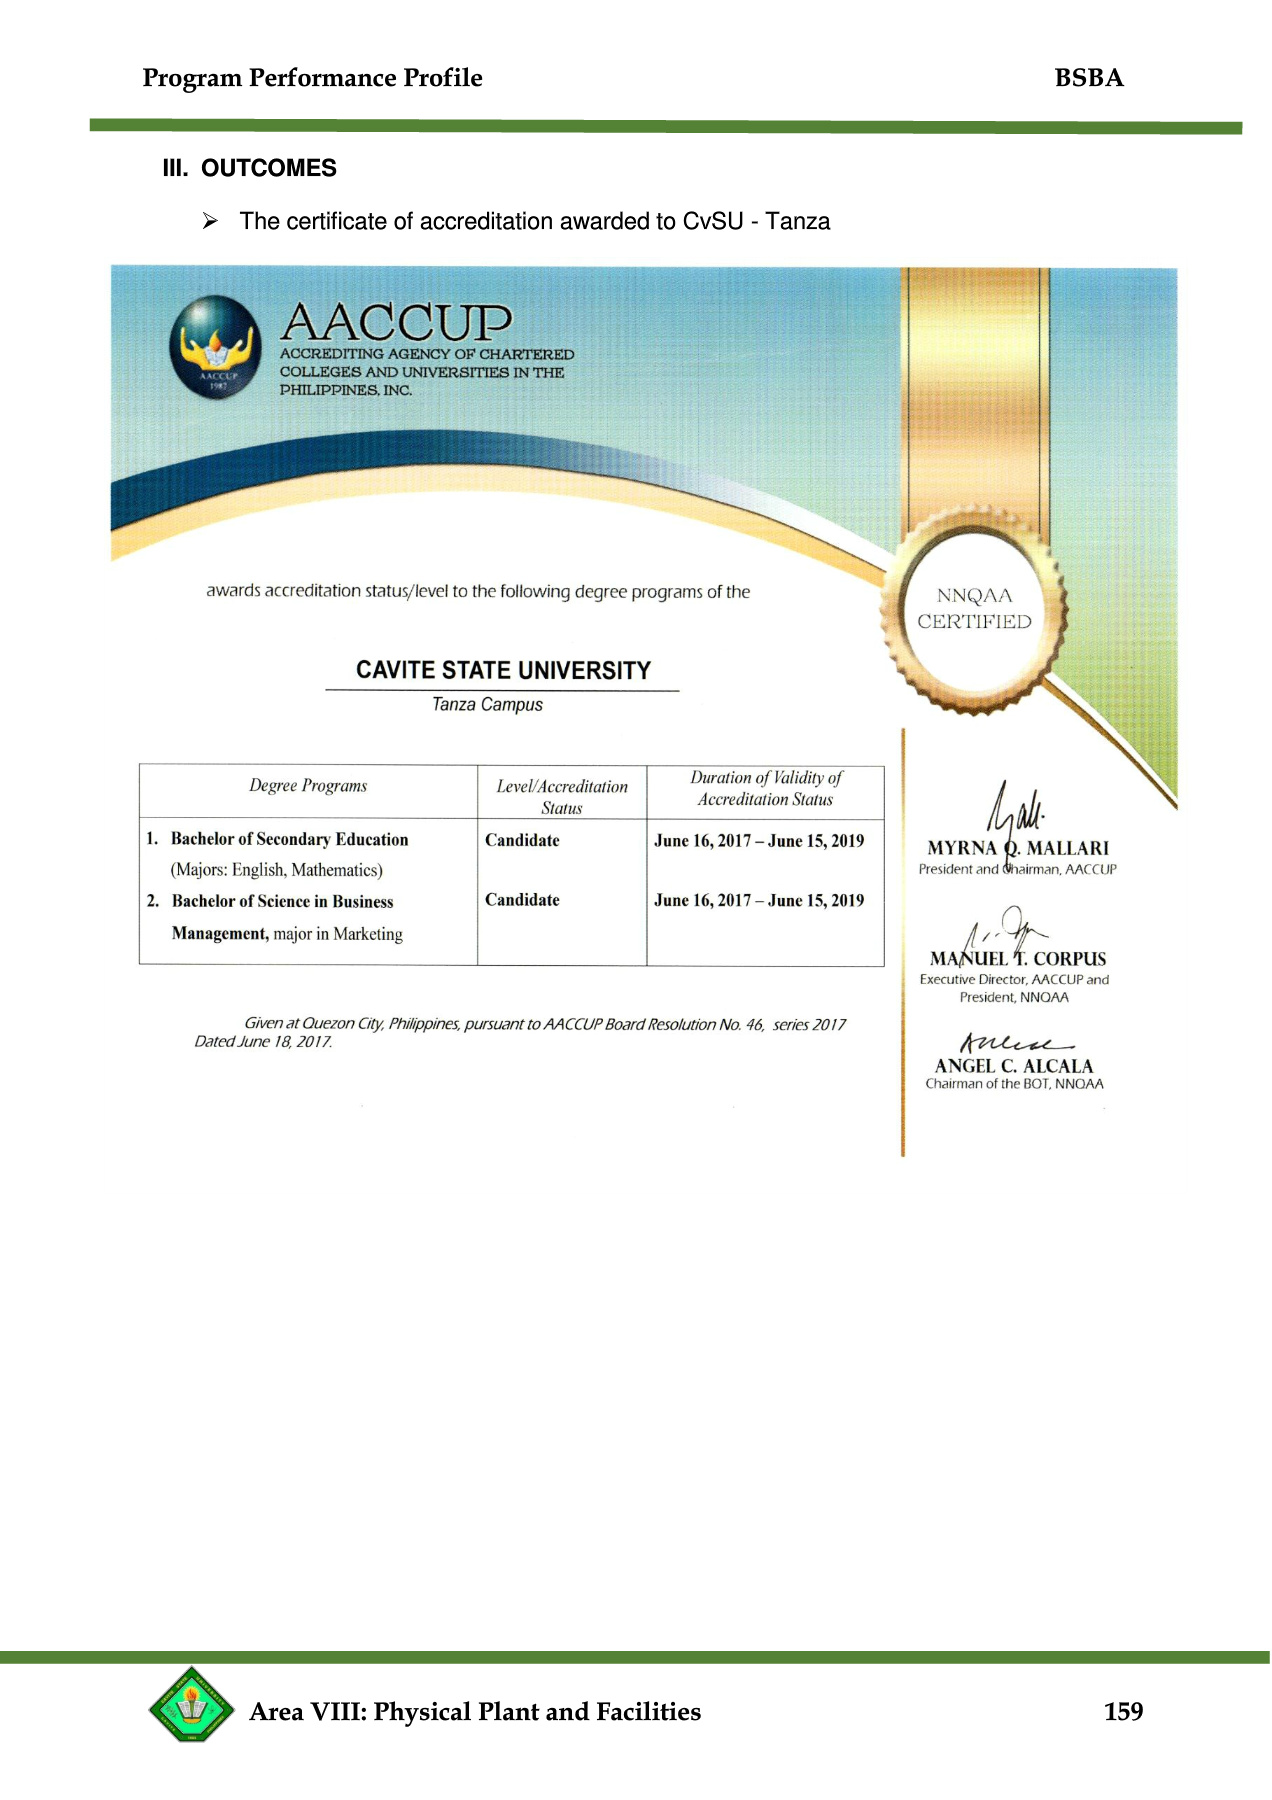 Program Performance Profile BSBA
III. OUTCOMES
➢ The certificate of accreditation awarded to CvSU - Tanza
AACCUP
ACCREDITING AGENCY OF CHARTERED
COLLEGES AND UNIVERSITIES IN THE
PHILIPPINES, INC.
AACCUP
1987
awards accreditation status/level to the following degree programs of the
NNQAA
CERTIFIED
CAVITE STATE UNIVERSITY
Tanza Campus
Degree Programs
Level/Accreditation
Status
Duration of Validity of
Accreditation Status
1. Bachelor of Secondary Education
(Majors: English, Mathematics)
Candidate
June 16, 2017 – June 15, 2019
2. Bachelor of Science in Business
Management, major in Marketing
Candidate
June 16, 2017 – June 15, 2019
Given at Quezon City, Philippines, pursuant to AACCUP Board Resolution No. 46, series 2017
Dated June 18, 2017.
MYRNA Q. MALLARI
President and Chairman, AACCUP
MANUEL T. CORPUS
Executive Director, AACCUP and
President, NNQAA
ANGEL C. ALCALA
Chairman of the BOT, NNQAA
Area VIII: Physical Plant and Facilities 159